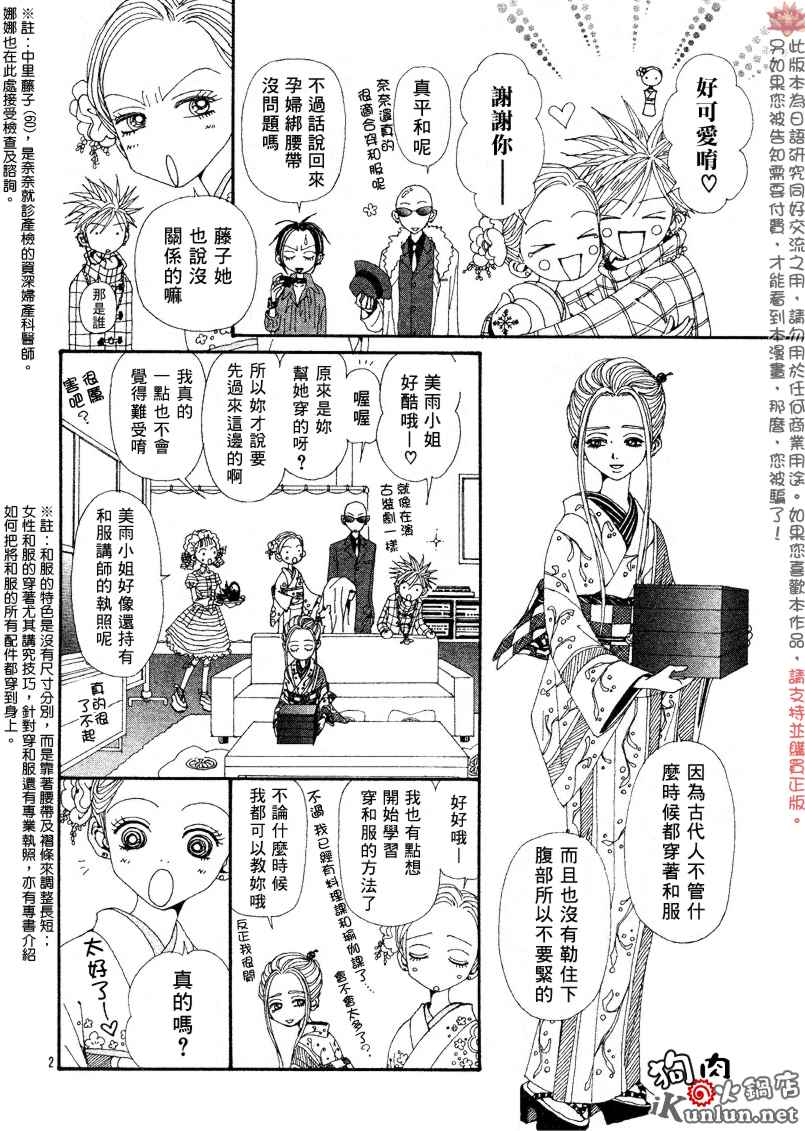 好可愛唷♡
謝謝你—
真平和呢
奈奈還真的
很適合穿和服呢
不過話說回來
孕婦綁腰帶
沒問題嗎
藤子她
也說沒
關係的嘛
那是誰
因為古代人不管什
麼時候都穿著和服
而且也沒有勒住下
腹部所以不要緊的
美雨小姐
好酷哦—♡
就像在演
古裝劇一樣
喔喔
原來是妳
幫她穿的呀?
所以妳才說要
先過來這邊的啊
我真的
一點也不會
覺得難受唷
很厲
害吧?
美雨小姐好像還持有
和服講師的執照呢
真的很
了不起
好好哦—
我也有點想
開始學習
穿和服的方法了
不過 我已經有料理課和瑜伽課了…
會不會太多了?
不論什麼時候
我都可以教妳哦
反正我很閒
真的嗎?
太好了~♡
2
※註:中里藤子(60),是奈奈就診產檢的資深婦產科醫師。
娜娜也在此處接受檢查及諮詢。
※註:和服的特色是沒有尺寸分別,而是靠著腰帶及褶條來調整長短;
女性和服的穿著尤其講究技巧,針對穿和服還有專業執照,亦有專書介紹
如何把將和服的所有配件都穿到身上。
此版本為日語研究同好交流之用,請勿用於任何商業用途。如果您喜歡本作品,請支持並購買正版。
另如果您被告知需要付費,才能看到本漫畫,那麼,您被騙了!
狗肉
火鍋店
iKunlun.net